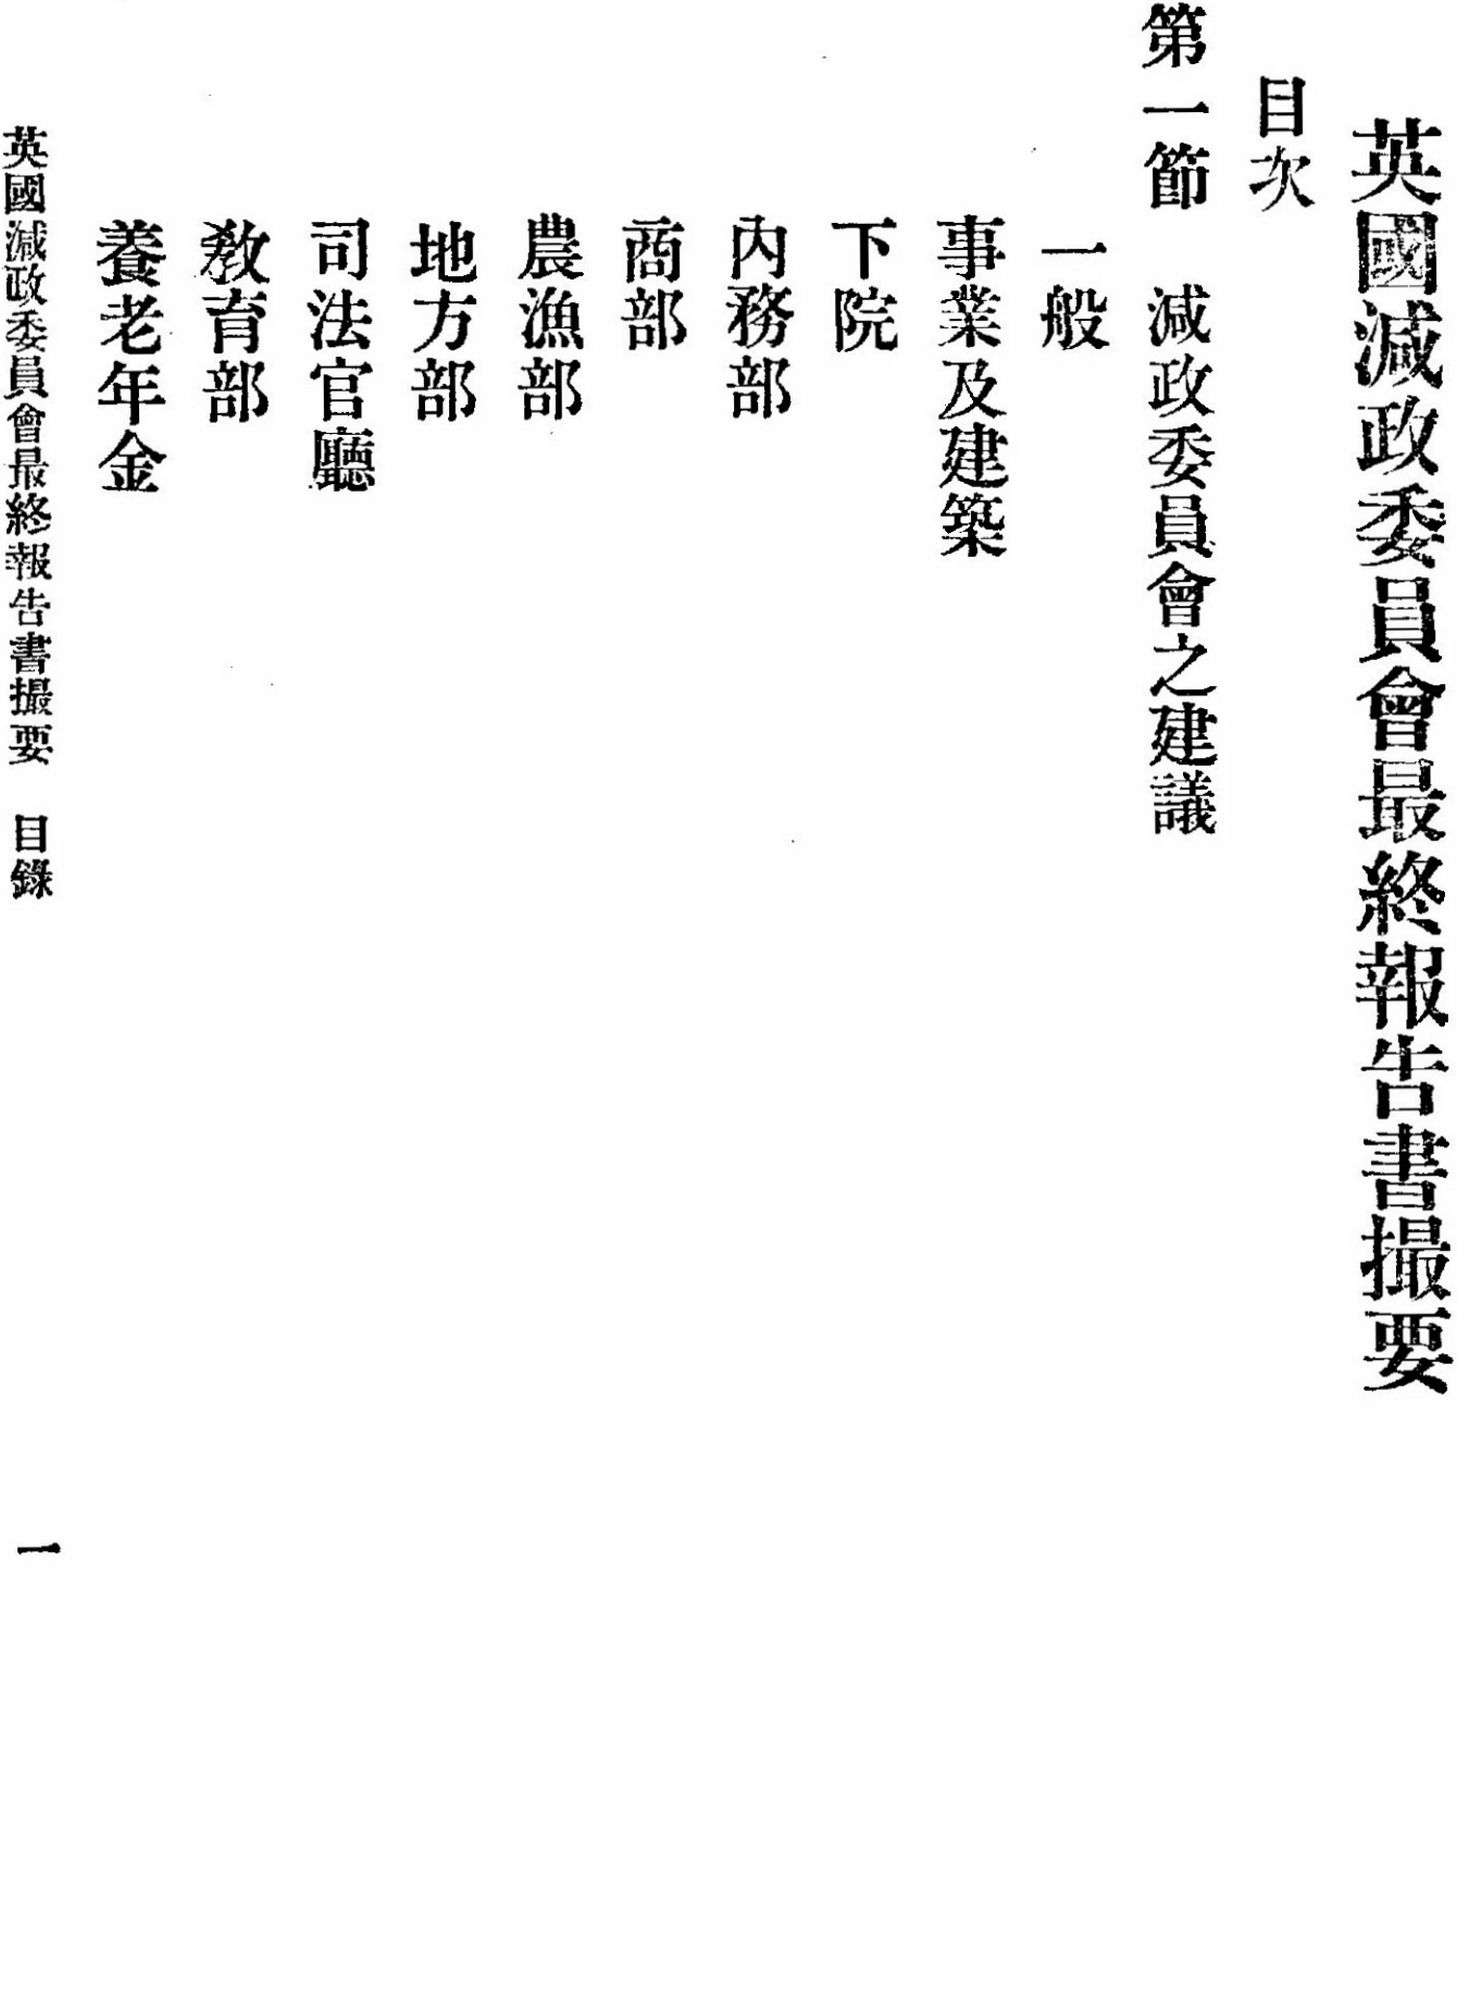 英國減政委員會最終報告書撮要
目次
第一節　減政委員會之建議
一般
事業及建築
下院
內務部
商部
農漁部
地方部
司法官廳
教育部
養老年金
英國減政委員會最終報告書撮要　目錄
一